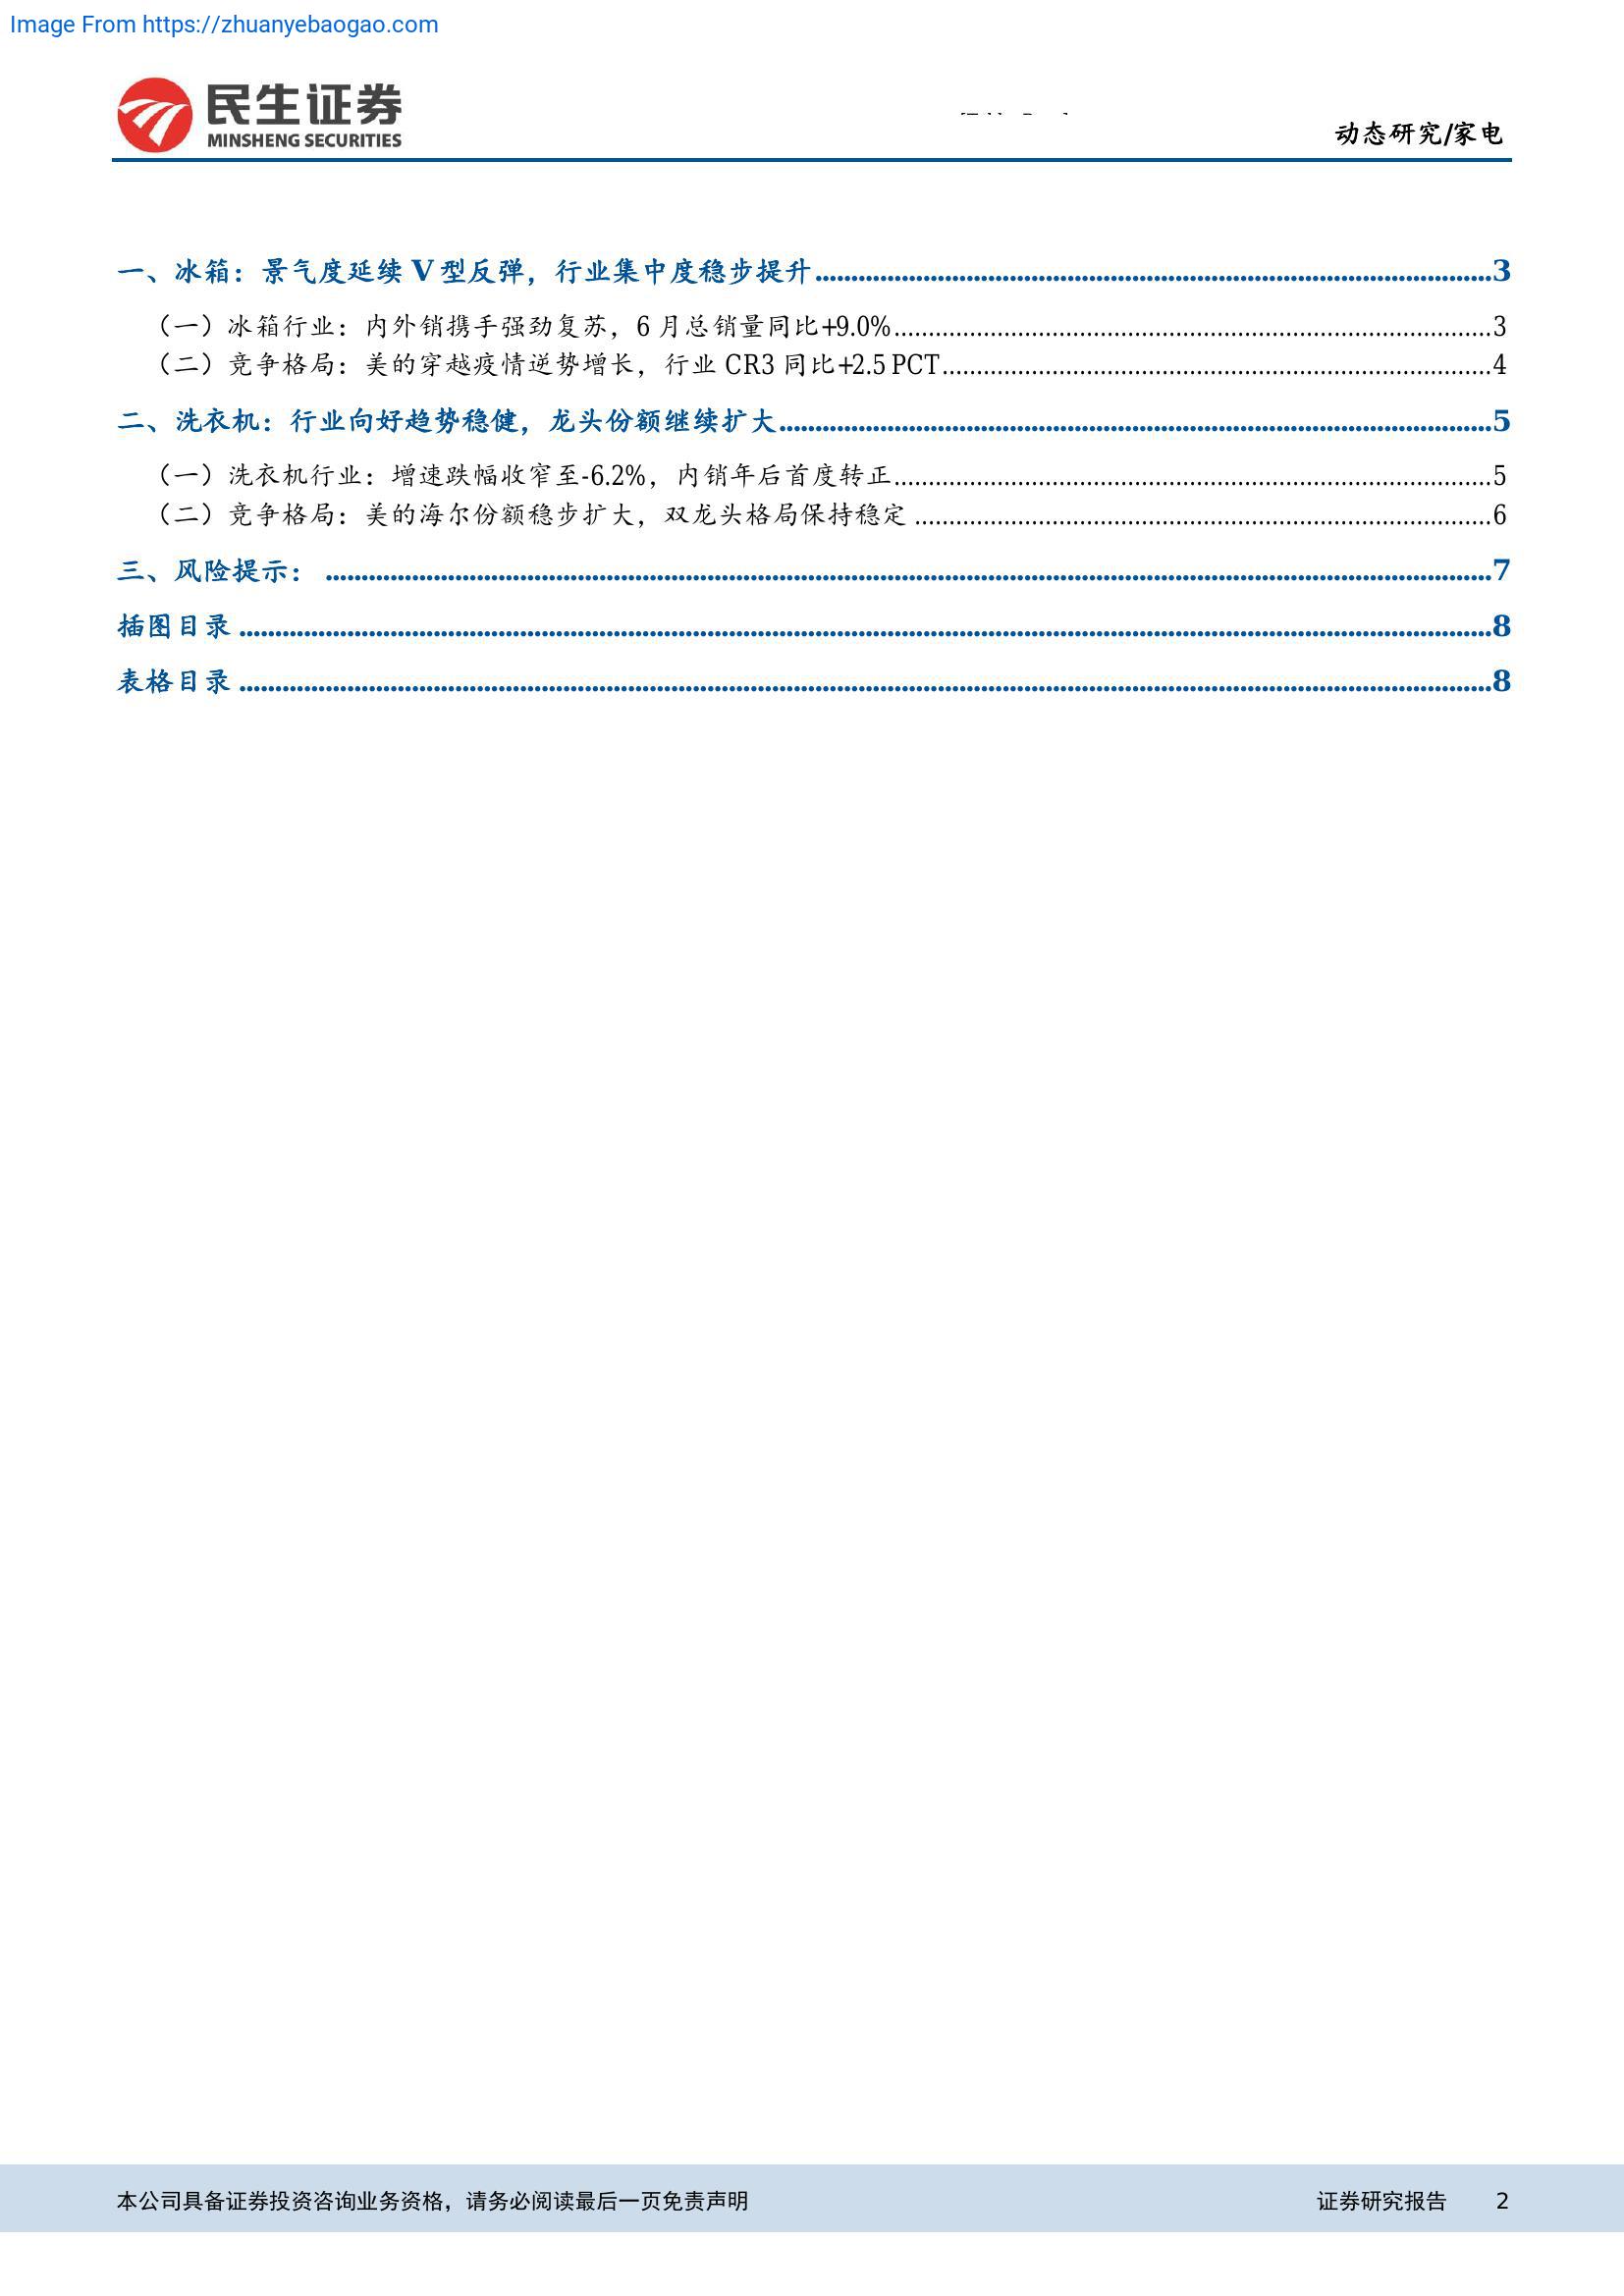 Image From https://zhuanyebaogao.com
民生证券
MINSHENG SECURITIES
动态研究/家电
一、冰箱：景气度延续 V 型反弹，行业集中度稳步提升........................................3
（一）冰箱行业：内外销携手强劲复苏，6 月总销量同比+9.0%........................................3
（二）竞争格局：美的穿越疫情逆势增长，行业 CR3 同比+2.5 PCT........................................4
二、洗衣机：行业向好趋势稳健，龙头份额继续扩大........................................5
（一）洗衣机行业：增速跌幅收窄至-6.2%，内销年后首度转正........................................5
（二）竞争格局：美的海尔份额稳步扩大，双龙头格局保持稳定 ........................................6
三、风险提示： ........................................7
插图目录 ........................................8
表格目录 ........................................8
本公司具备证券投资咨询业务资格，请务必阅读最后一页免责声明 证券研究报告 2